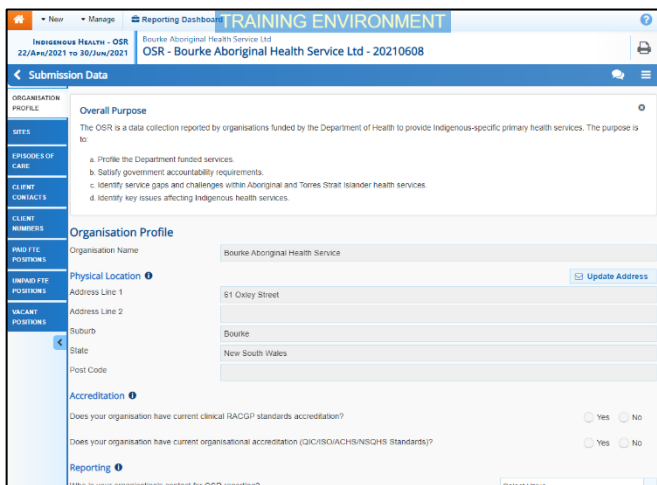 New
Manage
Reporting Dashboard
TRAINING ENVIRONMENT
Indigenous Health - OSR
22/Apr/2021 to 30/Jun/2021
Bourke Aboriginal Health Service Ltd
OSR - Bourke Aboriginal Health Service Ltd - 20210608
Submission Data
ORGANISATION
PROFILE
SITES
EPISODES OF
CARE
CLIENT
CONTACTS
CLIENT
NUMBERS
PAID FTE
POSITIONS
UNPAID FTE
POSITIONS
VACANT
POSITIONS
Overall Purpose
The OSR is a data collection reported by organisations funded by the Department of Health to provide Indigenous-specific primary health services. The purpose is
to:
a. Profile the Department funded services.
b. Satisfy government accountability requirements.
c. Identify service gaps and challenges within Aboriginal and Torres Strait Islander health services.
d. Identify key issues affecting Indigenous health services.
Organisation Profile
Organisation Name
Bourke Aboriginal Health Service
Physical Location
Update Address
Address Line 1
61 Oxley Street
Address Line 2
Suburb
Bourke
State
New South Wales
Post Code
Accreditation
Does your organisation have current clinical RACGP standards accreditation?
Yes No
Does your organisation have current organisational accreditation (QIC/ISO/ACHS/NSQHS Standards)?
Yes No
Reporting